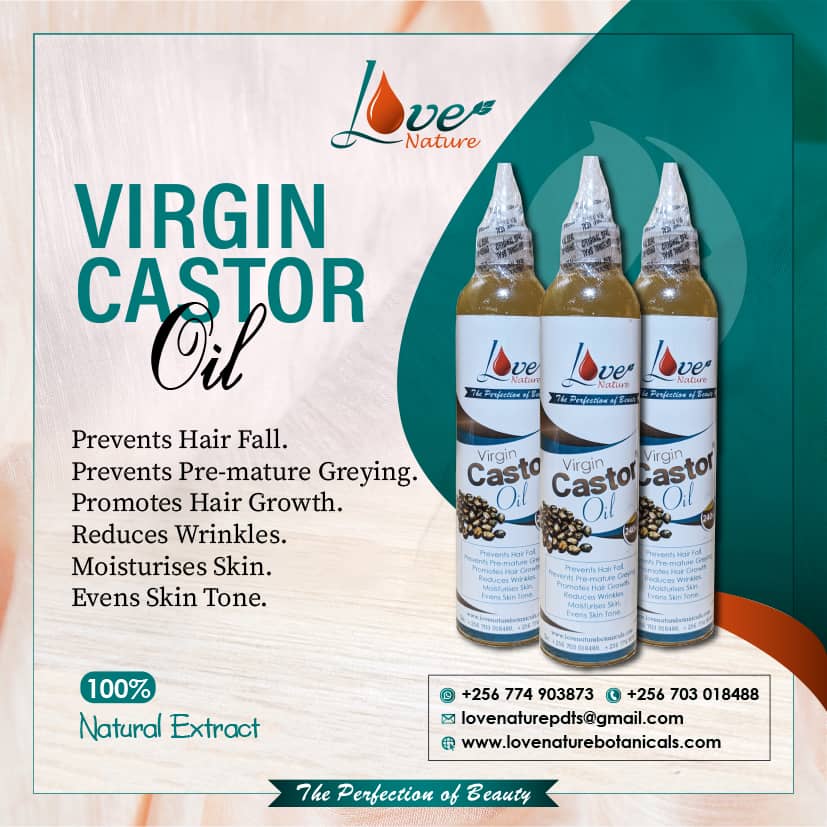 Love
Nature
VIRGIN
CASTOR
Oil
Prevents Hair Fall.
Prevents Pre-mature Greying.
Promotes Hair Growth.
Reduces Wrinkles.
Moisturises Skin.
Evens Skin Tone.
100%
Natural Extract
Love
Nature
The Perfection of Beauty
Virgin
Castor
Oil
Prevents Hair Fall,
Prevents Pre-mature Greying
Promotes Hair Growth
Reduces Wrinkles,
Moisturises Skin,
Evens Skin Tone.
www.lovenaturebotanicals.com
+256 774 903873
+256 703 018488
lovenaturepdts@gmail.com
www.lovenaturebotanicals.com
The Perfection of Beauty